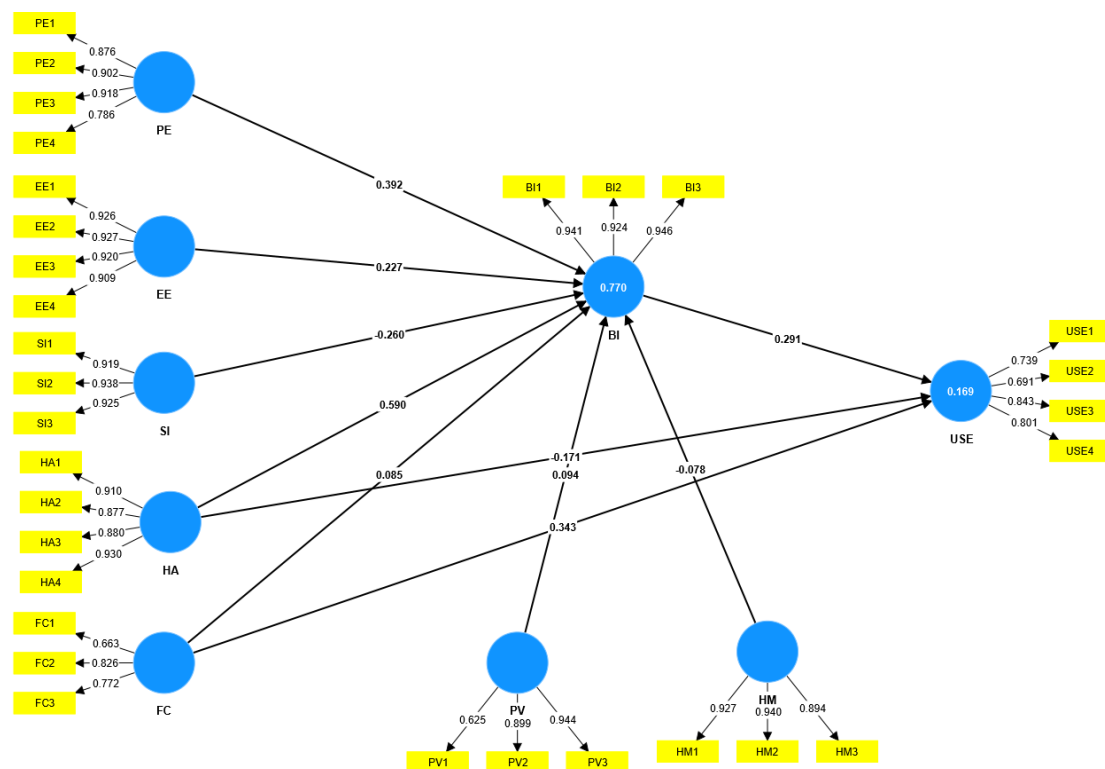 PE1
0.876
PE2
0.902
PE3
0.918
PE4
0.786
PE
0.392
EE1
0.926
EE2
0.927
EE3
0.920
EE4
0.909
EE
0.227
BI1
BI2
BI3
0.941
0.924
0.946
0.770
BI
SI1
0.919
SI2
0.938
SI3
0.925
SI
-0.260
0.291
USE1
0.739
USE2
0.691
USE3
0.843
USE4
0.801
0.169
USE
HA1
0.910
HA2
0.877
HA3
0.880
HA4
0.930
HA
0.590
-0.171
0.085
0.094
-0.078
0.343
FC1
0.663
FC2
0.826
FC3
0.772
FC
PV
0.625
0.899
0.944
PV1
PV2
PV3
HM
0.927
0.940
0.894
HM1
HM2
HM3